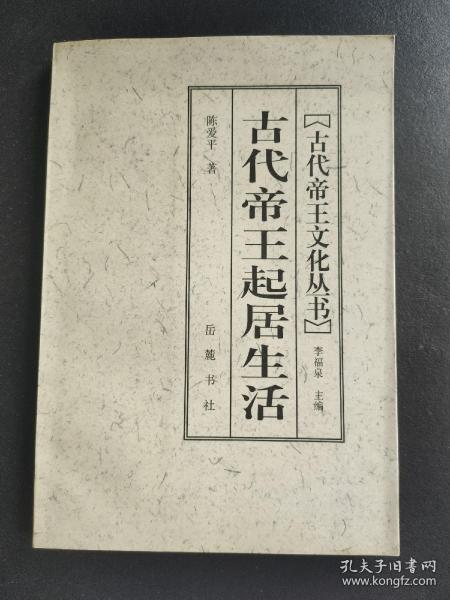 【古代帝王文化丛书】
李福泉 主编
古代帝王起居生活
陈爱平 著
岳麓书社
孔夫子旧书网
www.kongfz.com